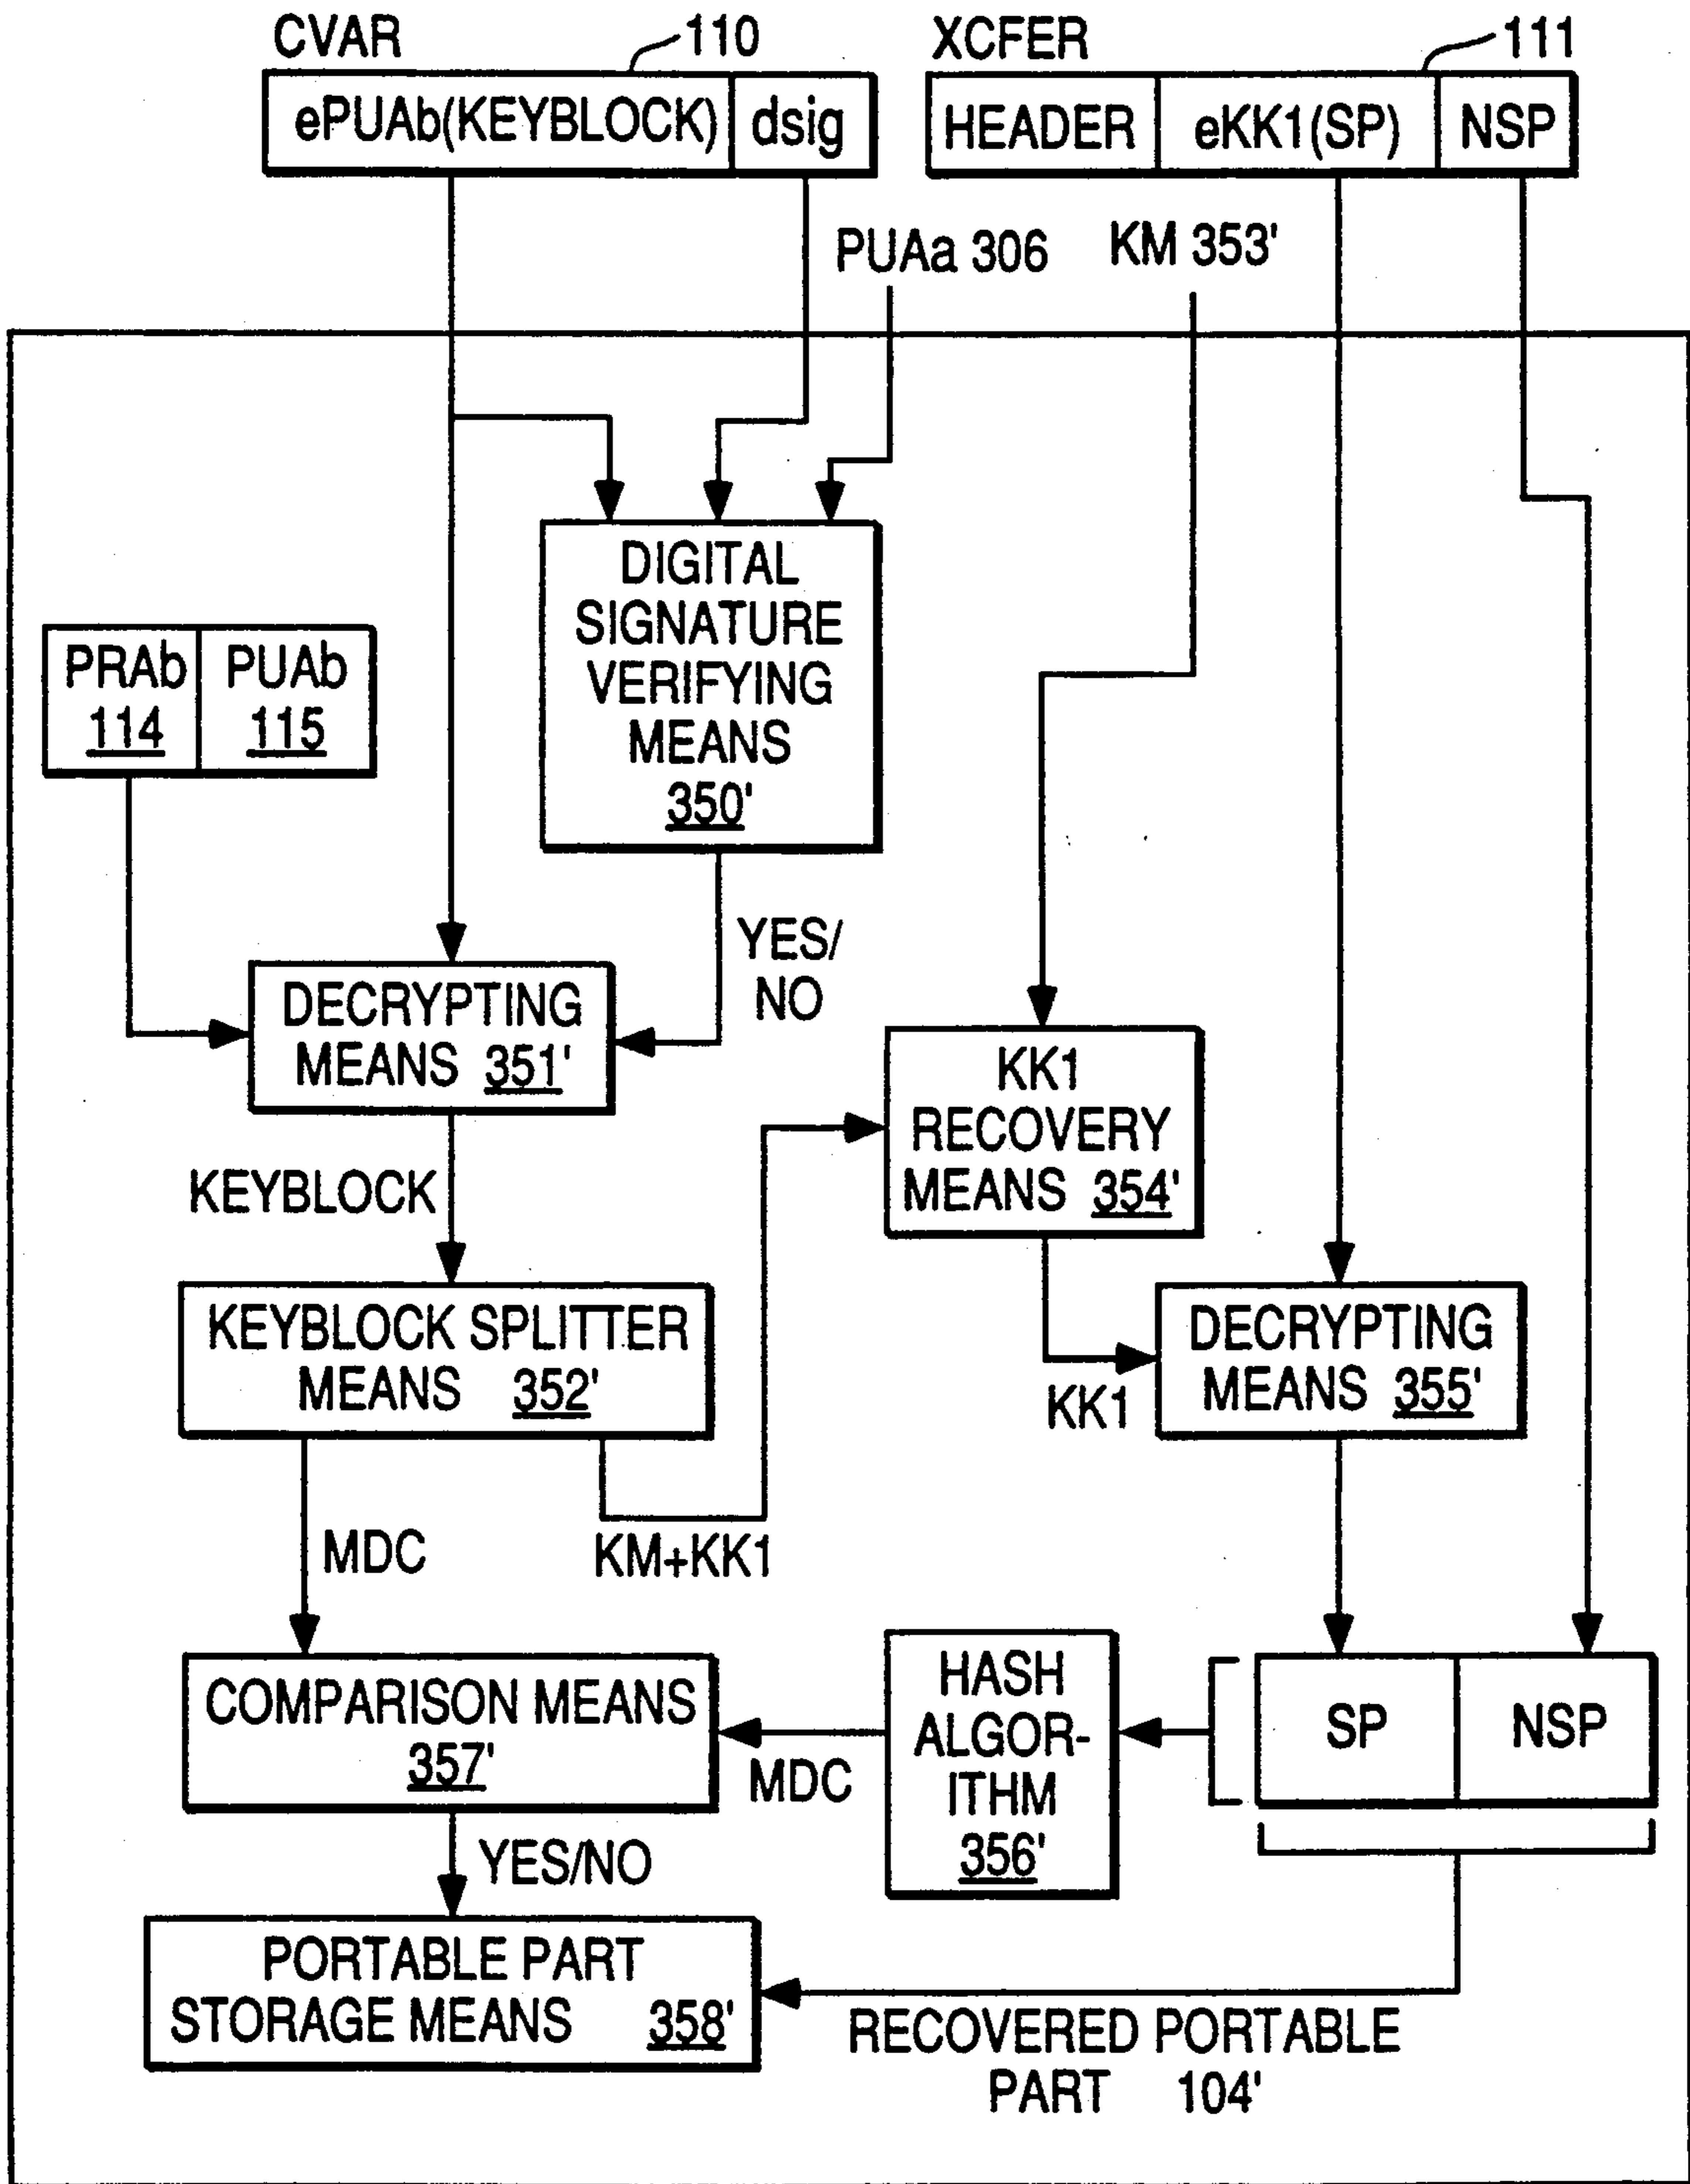 CVAR
110
XCFER
111
ePUAb(KEYBLOCK)
dsig
HEADER
eKK1(SP)
NSP
PUAa 306
KM 353'
DIGITAL
SIGNATURE
VERIFYING
MEANS
350'
PRAb
114
PUAb
115
YES/
NO
DECRYPTING
MEANS 351'
KK1
RECOVERY
MEANS 354'
KEYBLOCK
KEYBLOCK SPLITTER
MEANS 352'
DECRYPTING
MEANS 355'
KK1
MDC
KM+KK1
COMPARISON MEANS
357'
HASH
ALGOR-
ITHM
356'
SP
NSP
MDC
YES/NO
PORTABLE PART
STORAGE MEANS 358'
RECOVERED PORTABLE
PART 104'